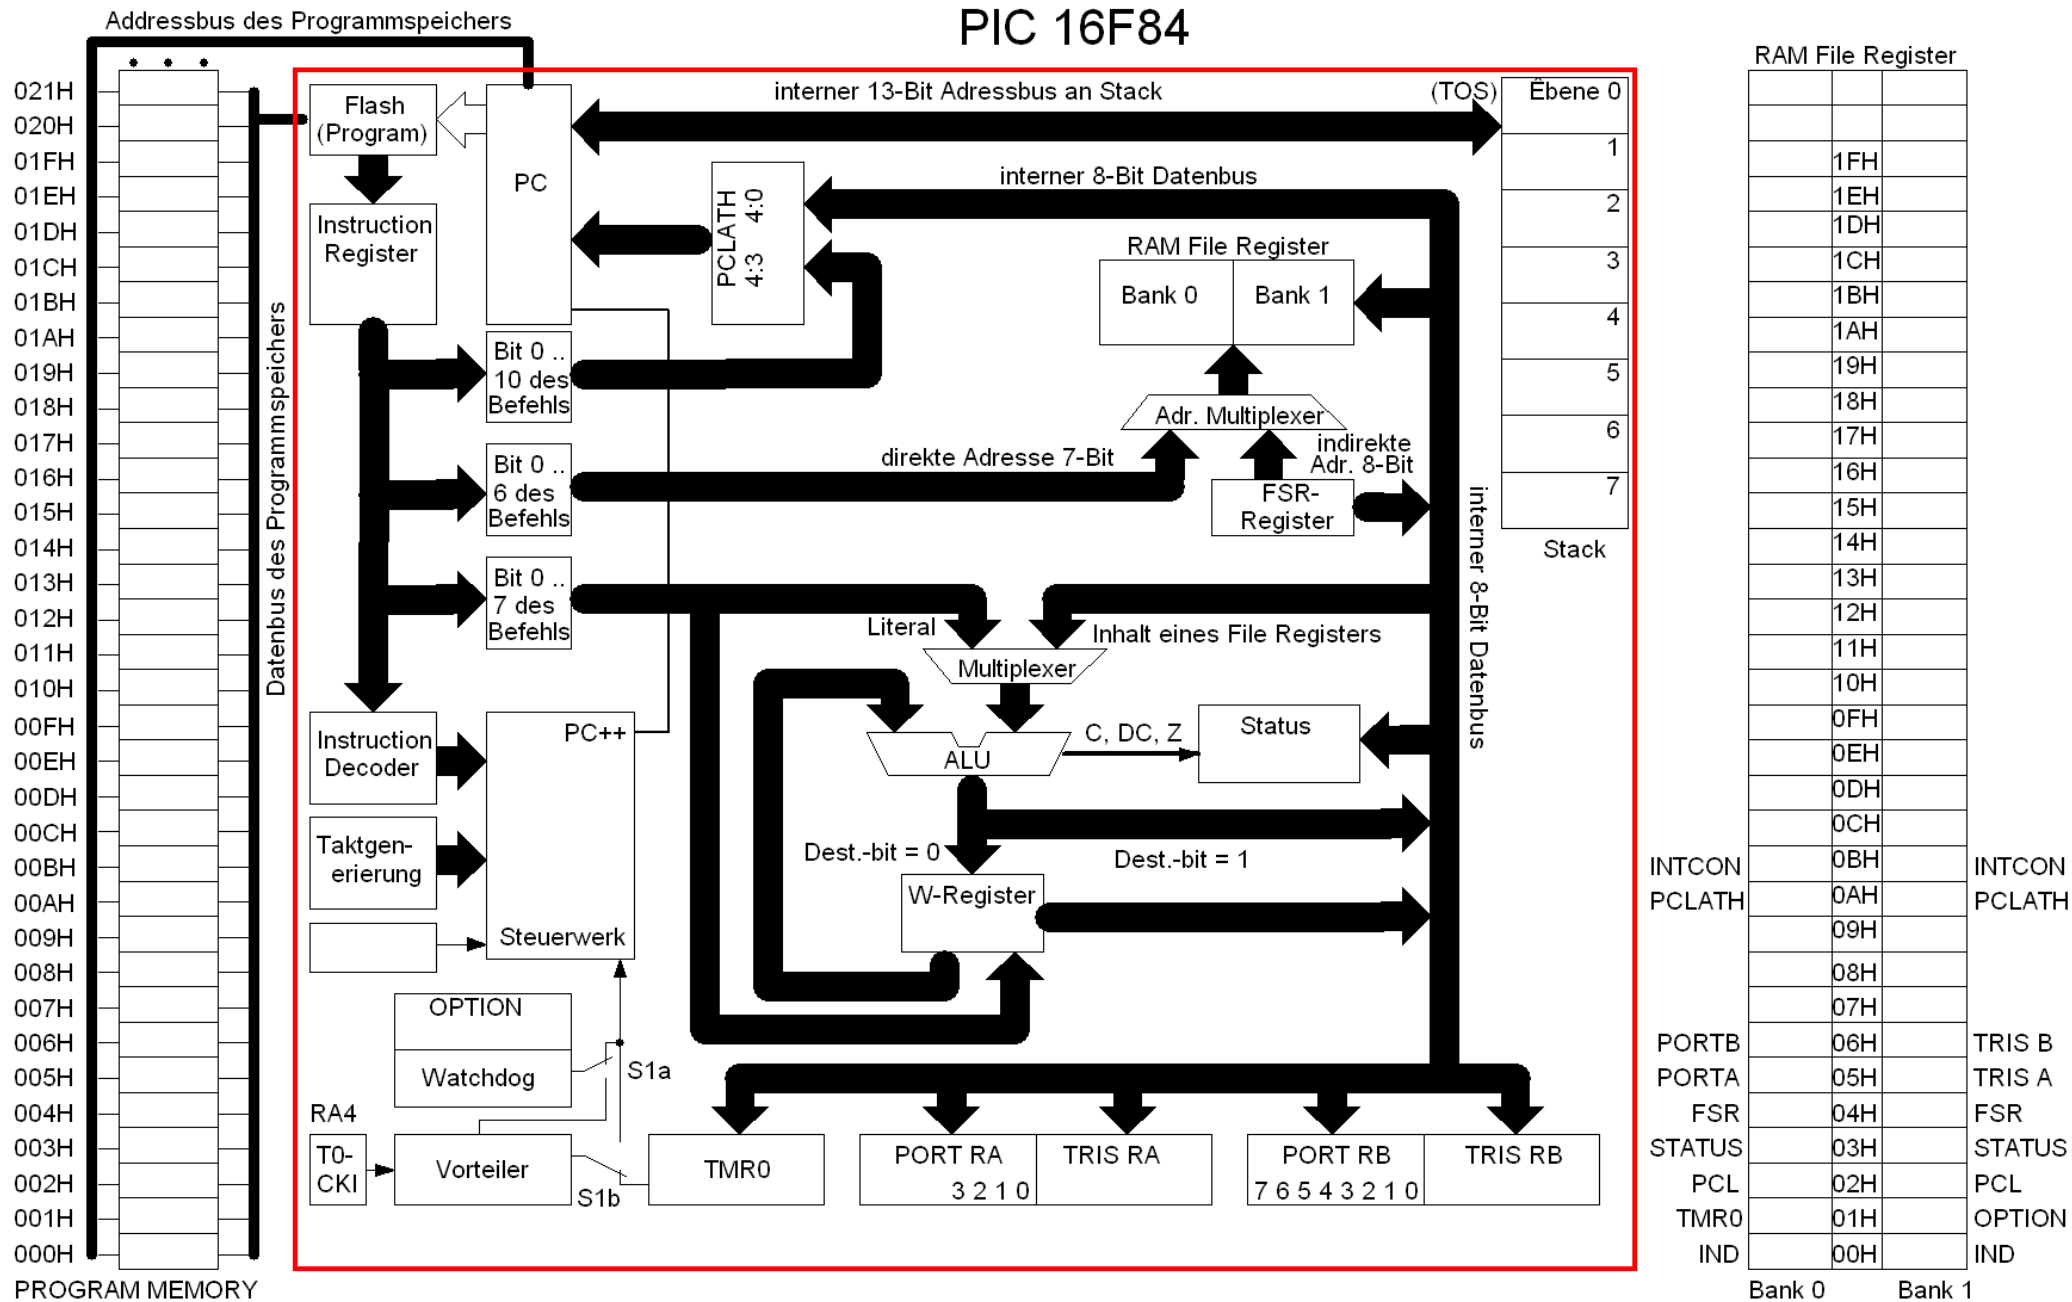 Addressbus des Programmspeichers
PIC 16F84
RAM File Register
021H
020H
01FH
01EH
01DH
01CH
01BH
01AH
019H
018H
017H
016H
015H
014H
013H
012H
011H
010H
00FH
00EH
00DH
00CH
00BH
00AH
009H
008H
007H
006H
005H
004H
003H
002H
001H
000H
PROGRAM MEMORY
Datenbus des Programmspeichers
Flash
(Program)
PC
interner 13-Bit Adressbus an Stack
(TOS)
Êbene 0
1
2
3
4
5
6
7
Stack
Instruction
Register
PCLATH
4:3 4:0
interner 8-Bit Datenbus
RAM File Register
Bank 0
Bank 1
Bit 0 ..
10 des
Befehls
Adr. Multiplexer
Bit 0 ..
6 des
Befehls
direkte Adresse 7-Bit
indirekte
Adr. 8-Bit
FSR-
Register
interner 8-Bit Datenbus
Bit 0 ..
7 des
Befehls
Literal
Inhalt eines File Registers
Multiplexer
Instruction
Decoder
PC++
ALU
C, DC, Z
Status
Taktgen-
erierung
Dest.-bit = 0
Dest.-bit = 1
W-Register
Steuerwerk
OPTION
Watchdog
S1a
RA4
T0-
CKI
Vorteiler
S1b
TMR0
PORT RA
3 2 1 0
TRIS RA
PORT RB
7 6 5 4 3 2 1 0
TRIS RB
1FH
1EH
1DH
1CH
1BH
1AH
19H
18H
17H
16H
15H
14H
13H
12H
11H
10H
0FH
0EH
0DH
0CH
INTCON 0BH INTCON
PCLATH 0AH PCLATH
09H
08H
07H
PORTB 06H TRIS B
PORTA 05H TRIS A
FSR 04H FSR
STATUS 03H STATUS
PCL 02H PCL
TMR0 01H OPTION
IND 00H IND
Bank 0 Bank 1